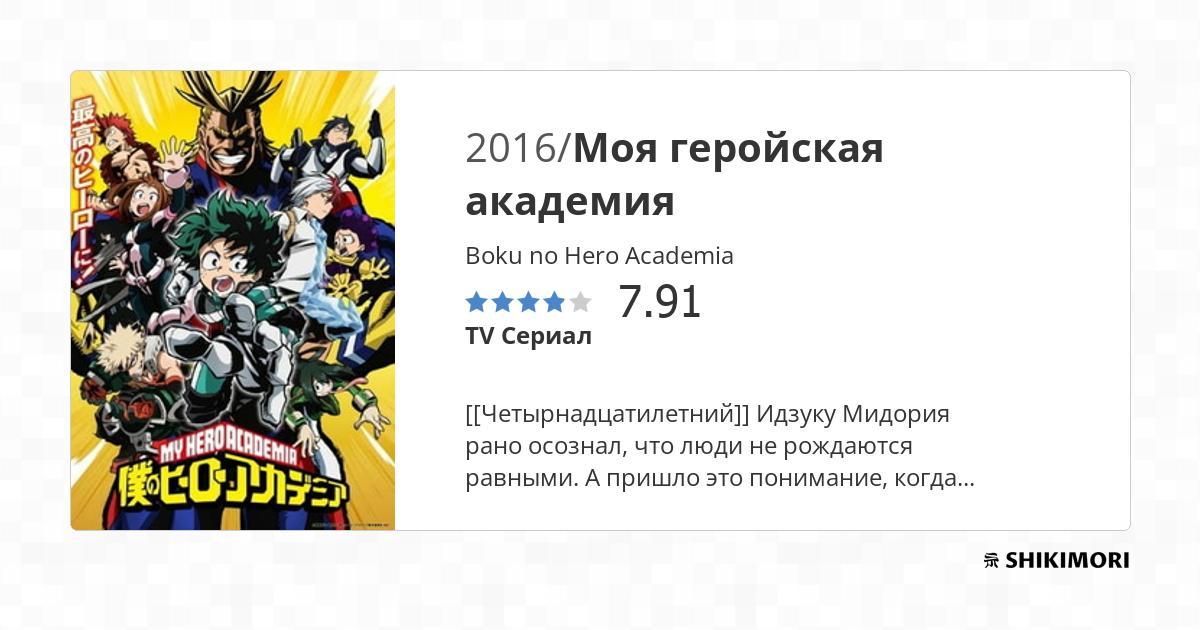 最高のヒーローに!
MY HERO ACADEMIA
僕のヒーローアカデミア
2016/Моя геройская
академия
Boku no Hero Academia
7.91
TV Сериал
[[Четырнадцатилетний]] Идзуку Мидория
рано осознал, что люди не рождаются
равными. А пришло это понимание, когда...
SHIKIMORI